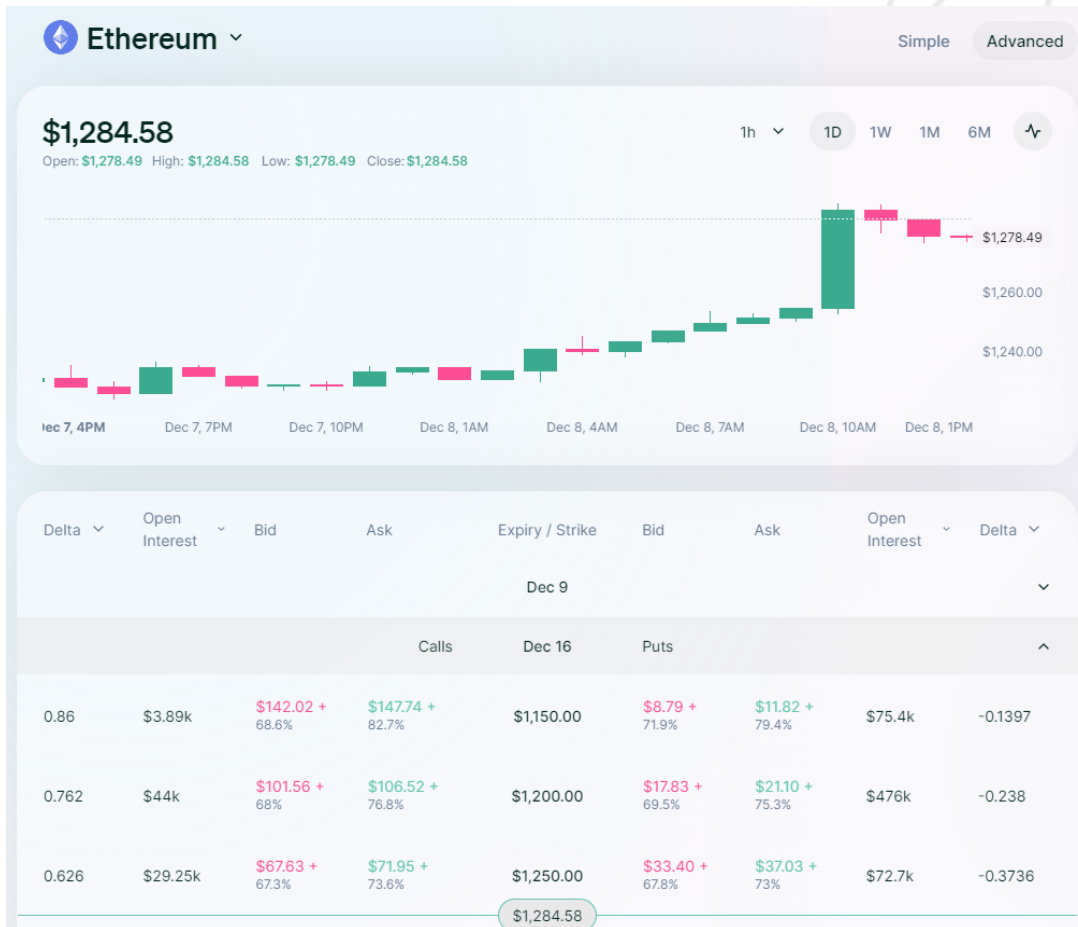 Ethereum
Simple Advanced
$1,284.58
1h 1D 1W 1M 6M
Open: $1,278.49 High: $1,284.58 Low: $1,278.49 Close: $1,284.58
$1,278.49
$1,260.00
$1,240.00
ec 7, 4PM Dec 7, 7PM Dec 7, 10PM Dec 8, 1AM Dec 8, 4AM Dec 8, 7AM Dec 8, 10AM Dec 8, 1PM
Delta Open Interest Bid Ask Expiry / Strike Bid Ask Open Interest Delta
Dec 9
Calls Dec 16 Puts
0.86 $3.89k $142.02 + $147.74 + $1,150.00 $8.79 + $11.82 + $75.4k -0.1397
68.6% 82.7% 71.9% 79.4%
0.762 $44k $101.56 + $106.52 + $1,200.00 $17.83 + $21.10 + $476k -0.238
68% 76.8% 69.5% 75.3%
0.626 $29.25k $67.63 + $71.95 + $1,250.00 $33.40 + $37.03 + $72.7k -0.3736
67.3% 73.6% 67.8% 73%
$1,284.58